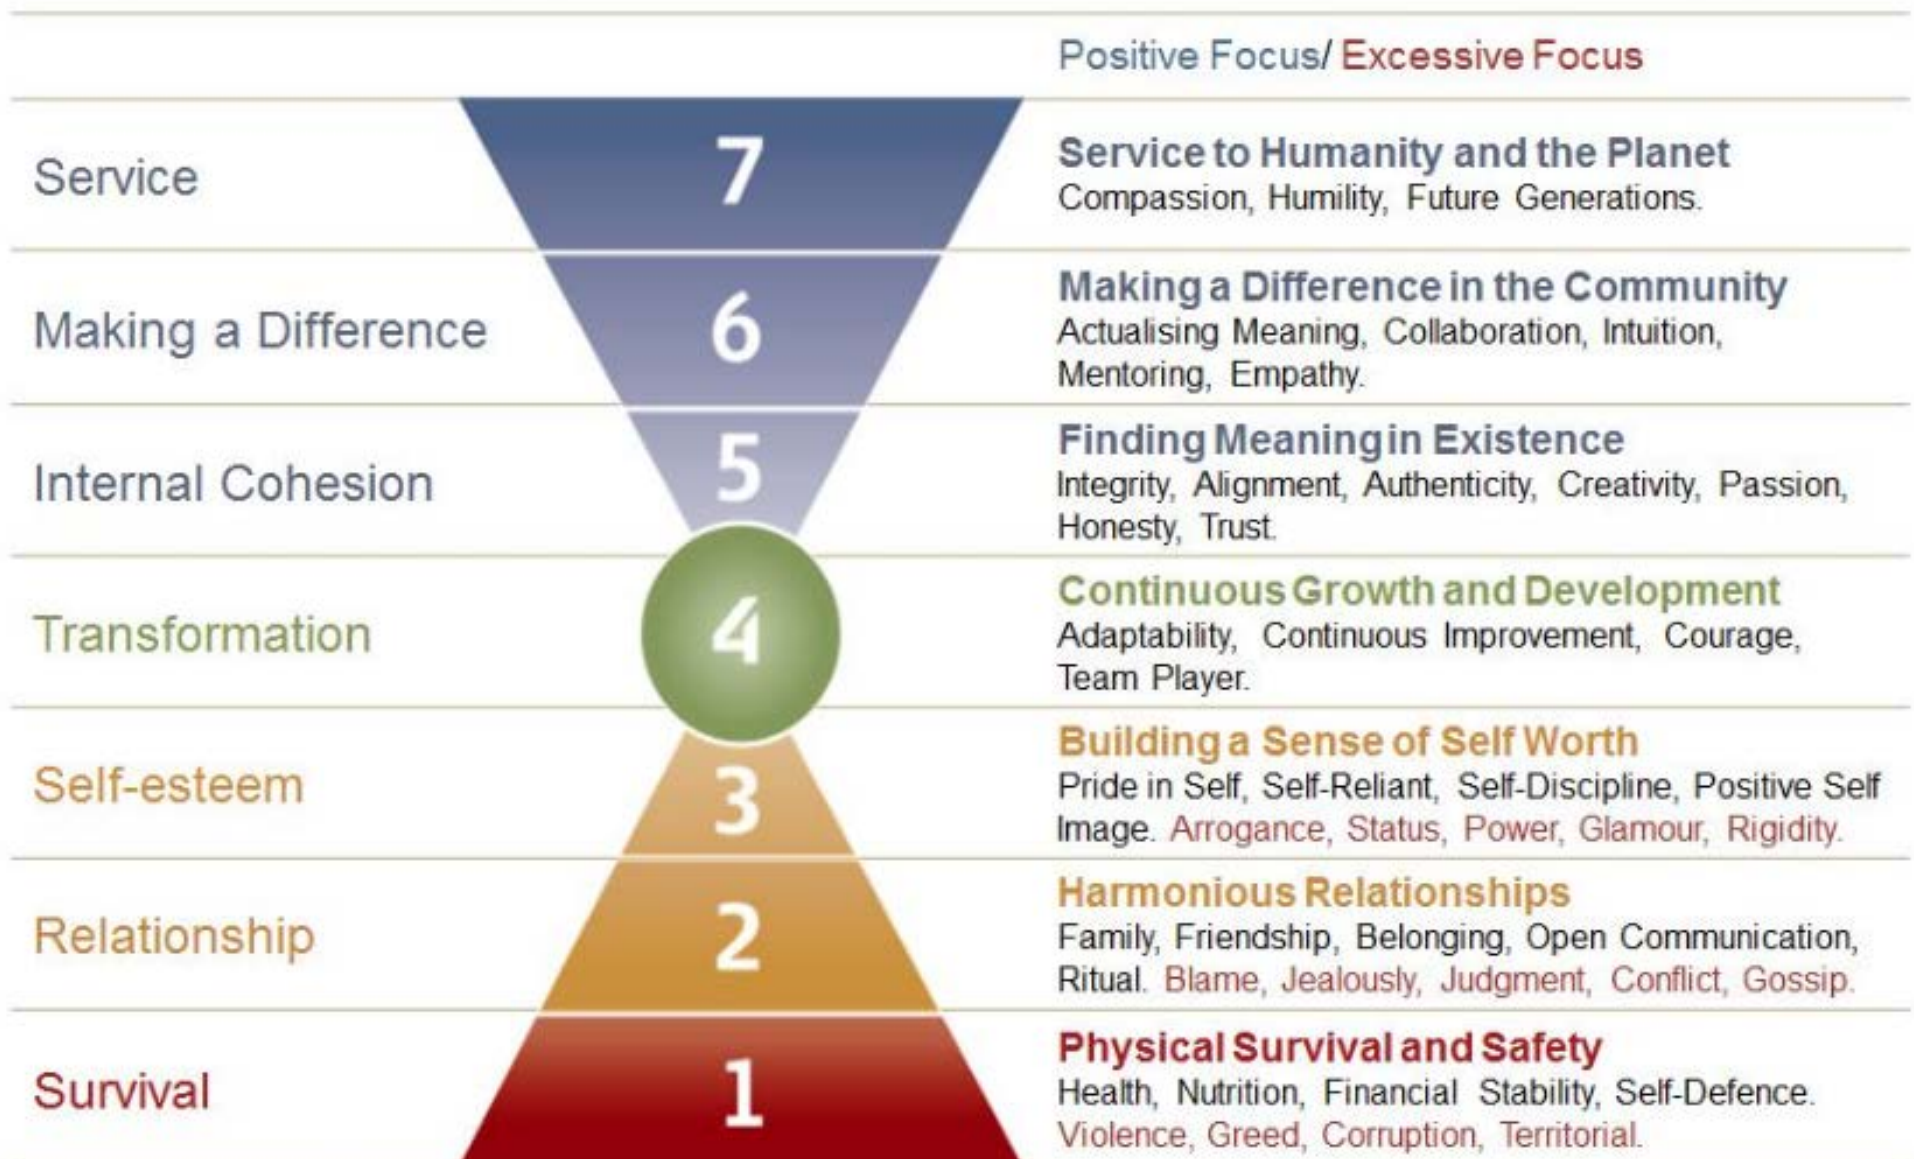 Positive Focus/ Excessive Focus
Service
7
Service to Humanity and the Planet
Compassion, Humility, Future Generations.
Making a Difference
6
Making a Difference in the Community
Actualising Meaning, Collaboration, Intuition,
Mentoring, Empathy.
Internal Cohesion
5
Finding Meaning in Existence
Integrity, Alignment, Authenticity, Creativity, Passion,
Honesty, Trust.
Transformation
4
Continuous Growth and Development
Adaptability, Continuous Improvement, Courage,
Team Player.
Self-esteem
3
Building a Sense of Self Worth
Pride in Self, Self-Reliant, Self-Discipline, Positive Self
Image. Arrogance, Status, Power, Glamour, Rigidity.
Relationship
2
Harmonious Relationships
Family, Friendship, Belonging, Open Communication,
Ritual. Blame, Jealously, Judgment, Conflict, Gossip.
Survival
1
Physical Survival and Safety
Health, Nutrition, Financial Stability, Self-Defence.
Violence, Greed, Corruption, Territorial.